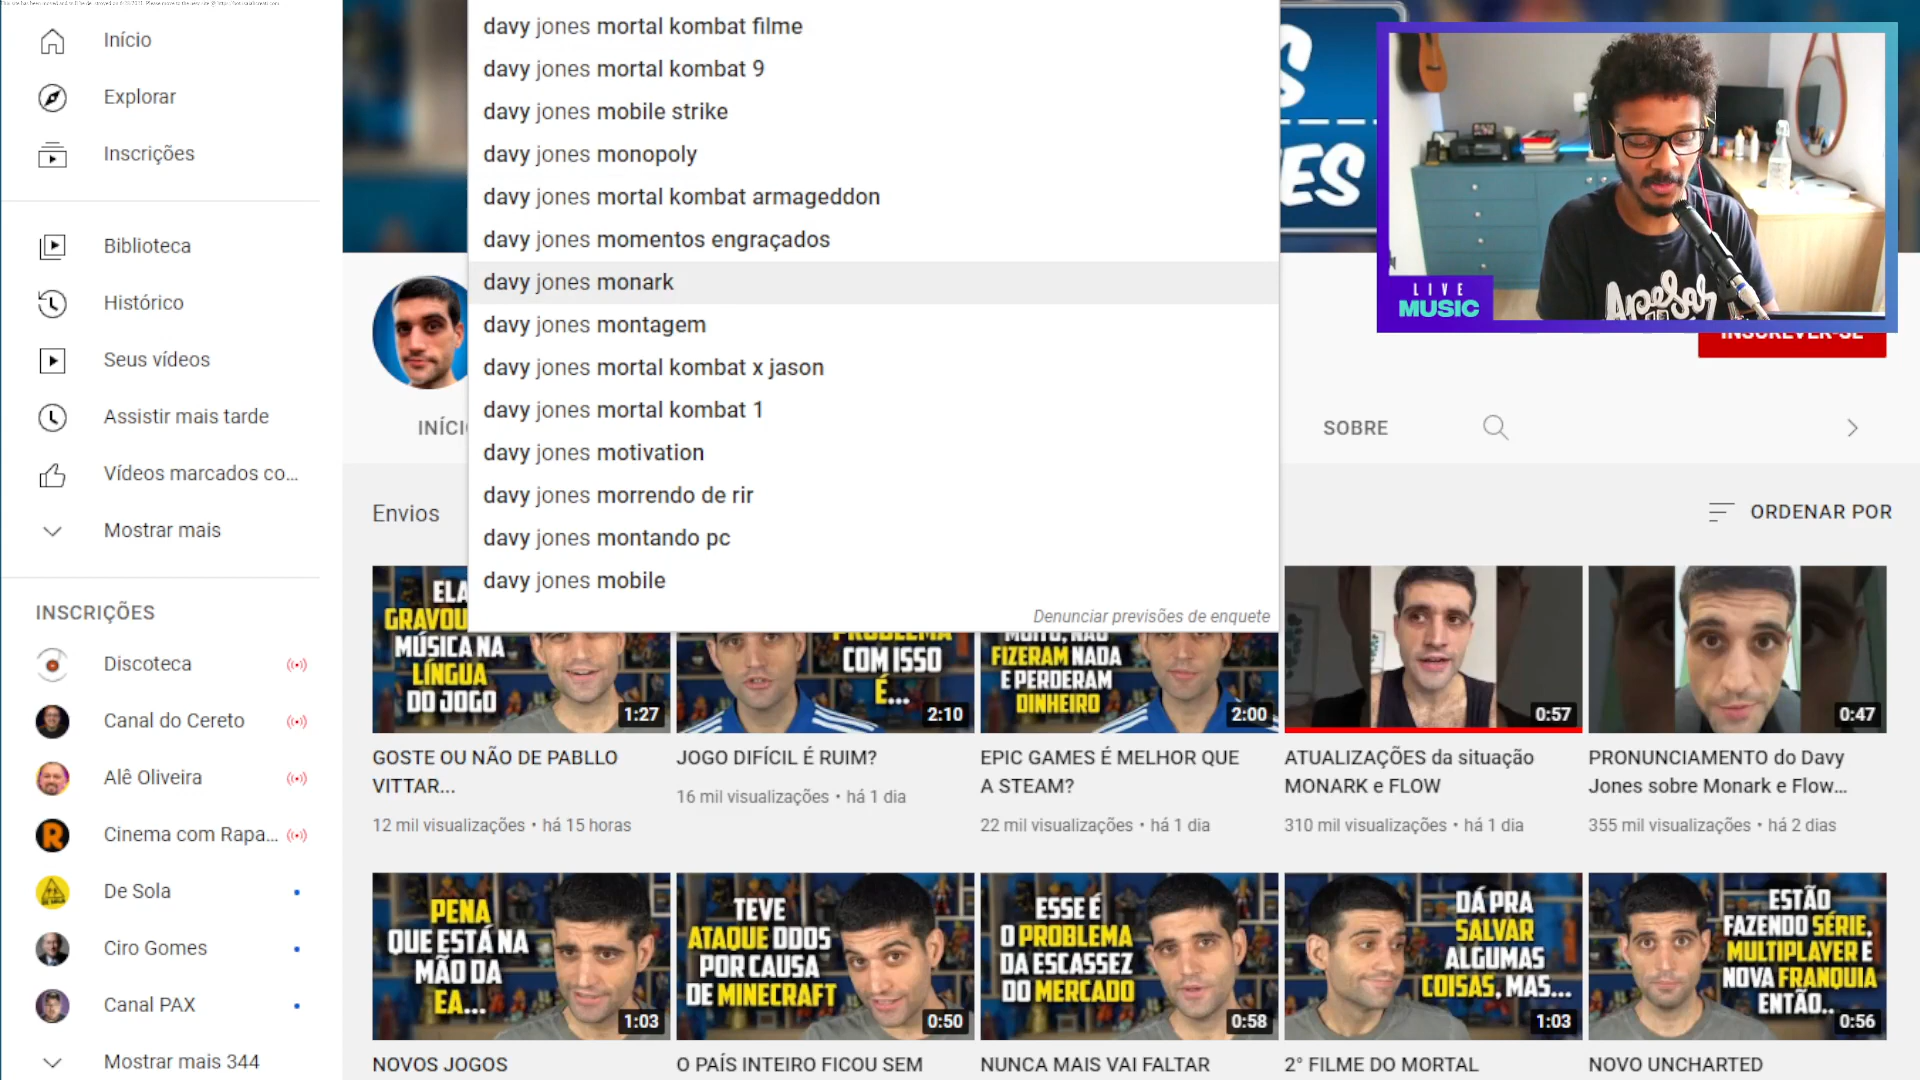 Início
Explorar
Inscrições
Biblioteca
Histórico
Seus vídeos
Assistir mais tarde
Vídeos marcados co...
Mostrar mais
INSCRIÇÕES
Discoteca
Canal do Cereto
Alê Oliveira
Cinema com Rapa...
De Sola
Ciro Gomes
Canal PAX
Mostrar mais 344
davy jones mortal kombat filme
davy jones mortal kombat 9
davy jones mobile strike
davy jones monopoly
davy jones mortal kombat armageddon
davy jones momentos engraçados
davy jones monark
davy jones montagem
davy jones mortal kombat x jason
davy jones mortal kombat 1
davy jones motivation
davy jones morrendo de rir
davy jones montando pc
davy jones mobile
Denunciar previsões de enquete
LIVE
MUSIC
Apesar
INSCREVER-SE
SOBRE
Envios
ORDENAR POR
GRAVOU
MÚSICA NA
LÍNGUA
DO JOGO
1:27
PROBLEMA
COM ISSO
É...
2:10
MUITO, NÃO
FIZERAM NADA
E PERDERAM
DINHEIRO
2:00
0:57
0:47
GOSTE OU NÃO DE PABLLO
VITTAR...
12 mil visualizações • há 15 horas
JOGO DIFÍCIL É RUIM?
16 mil visualizações • há 1 dia
EPIC GAMES É MELHOR QUE
A STEAM?
22 mil visualizações • há 1 dia
ATUALIZAÇÕES da situação
MONARK e FLOW
310 mil visualizações • há 1 dia
PRONUNCIAMENTO do Davy
Jones sobre Monark e Flow...
355 mil visualizações • há 2 dias
PENA
QUE ESTÁ NA
MÃO DA
EA...
1:03
TEVE
ATAQUE DDOS
POR CAUSA
DE MINECRAFT
0:50
ESSE É
O PROBLEMA
DA ESCASSEZ
DO MERCADO
0:58
DÁ PRA
SALVAR
ALGUMAS
COISAS, MAS...
1:03
ESTÃO
FAZENDO SÉRIE,
MULTIPLAYER E
NOVA FRANQUIA
ENTÃO..
0:56
NOVOS JOGOS
O PAÍS INTEIRO FICOU SEM
NUNCA MAIS VAI FALTAR
2° FILME DO MORTAL
NOVO UNCHARTED